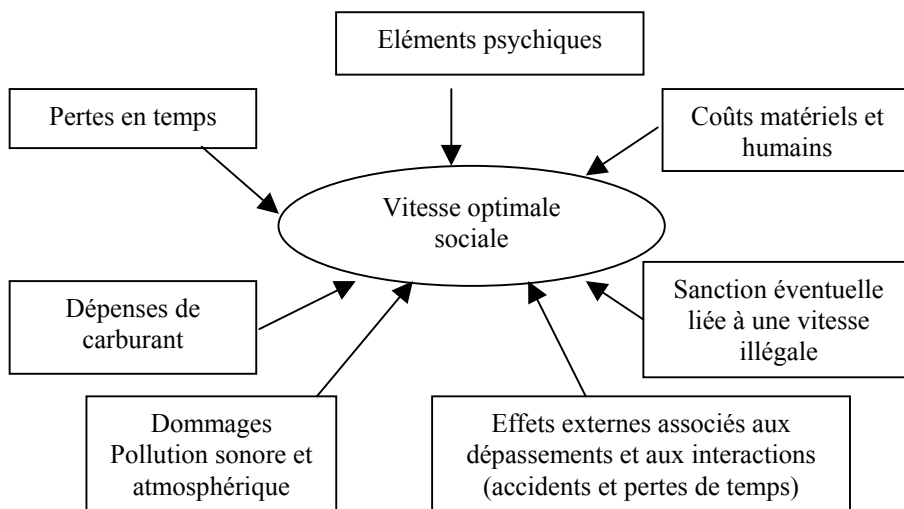 Eléments psychiques
Pertes en temps
Coûts matériels et
humains
Vitesse optimale
sociale
Dépenses de
carburant
Sanction éventuelle
liée à une vitesse
illégale
Dommages
Pollution sonore et
atmosphérique
Effets externes associés aux
dépassements et aux interactions
(accidents et pertes de temps)